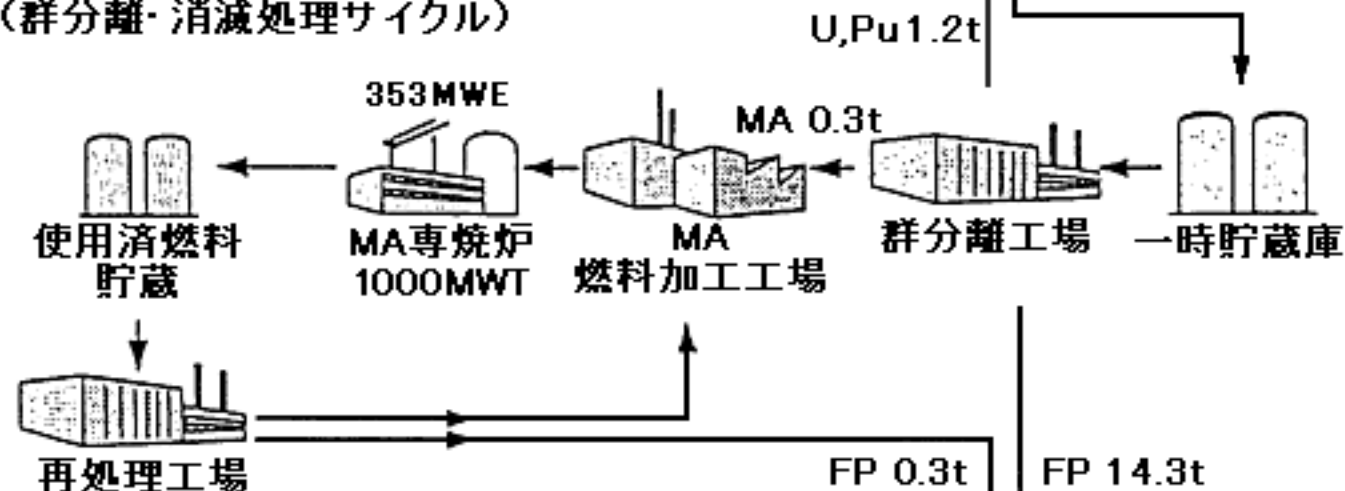 (群分離・消滅処理サイクル)
U,Pu1.2t
353MWE
MA 0.3t
使用済燃料
貯蔵
MA専焼炉
1000MWT
MA
燃料加工工場
群分離工場
一時貯蔵庫
再処理工場
FP 0.3t
FP 14.3t